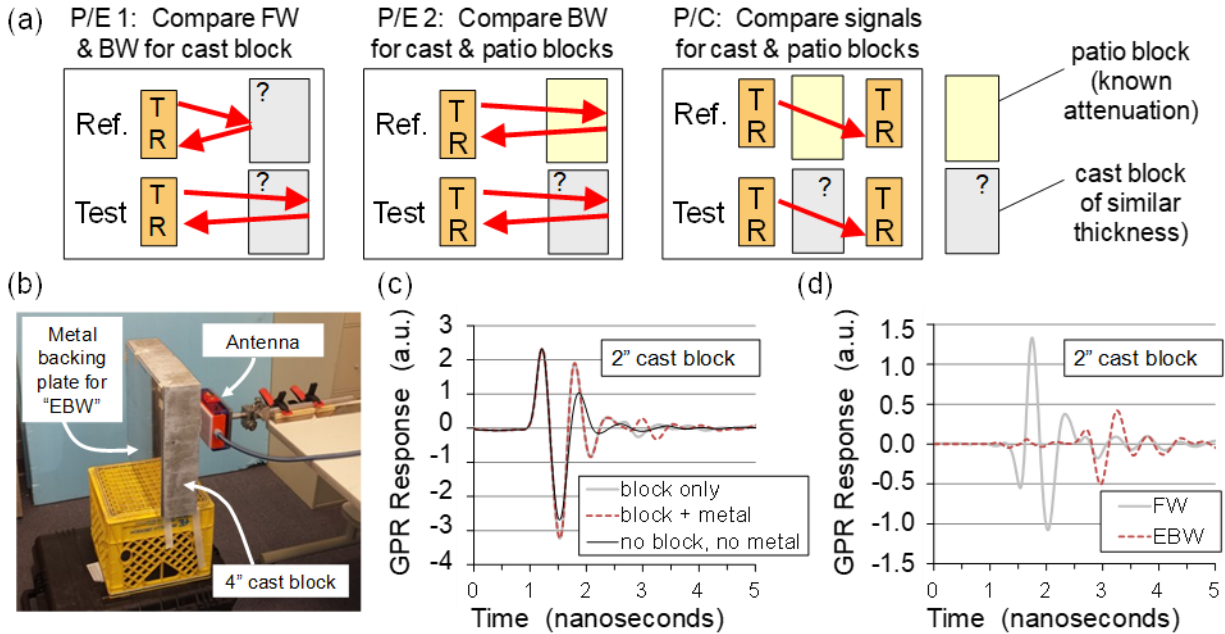 (a)
P/E 1: Compare FW
& BW for cast block
P/E 2: Compare BW
for cast & patio blocks
P/C: Compare signals
for cast & patio blocks
Ref.
T
R
?
Test
T
R
?
Ref.
T
R
Test
T
R
?
Ref.
T
R
T
R
Test
T
R
?
T
R
patio block
(known
attenuation)
?
cast block
of similar
thickness)
(b)
Metal
backing
plate for
“EBW”
Antenna
4” cast block
(c)
GPR Response (a.u.)
3
2
1
0
-1
-2
-3
-4
2” cast block
block only
block + metal
no block, no metal
0 1 2 3 4 5
Time (nanoseconds)
(d)
GPR Response (a.u.)
1.5
1.0
0.5
0.0
-0.5
-1.0
-1.5
2” cast block
FW
EBW
0 1 2 3 4 5
Time (nanoseconds)